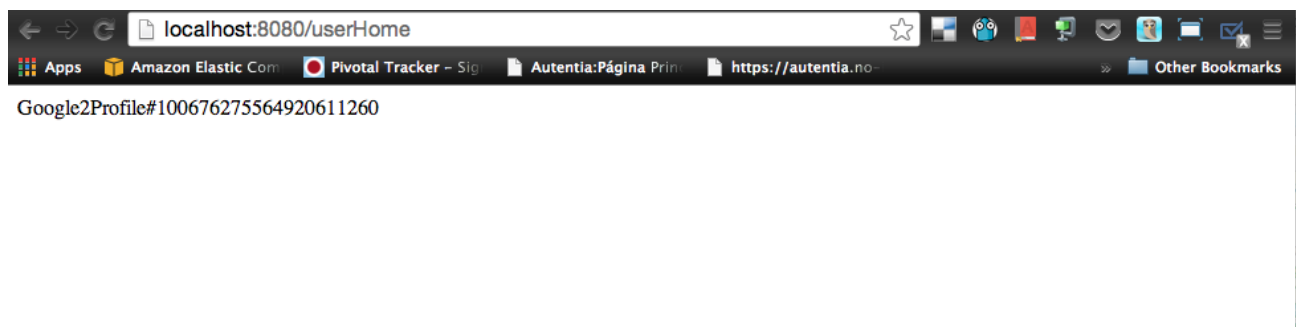 localhost:8080/userHome
Apps Amazon Elastic Com Pivotal Tracker – Sig Autentia:Página Princ https://autentia.no- » Other Bookmarks
Google2Profile#100676275564920611260